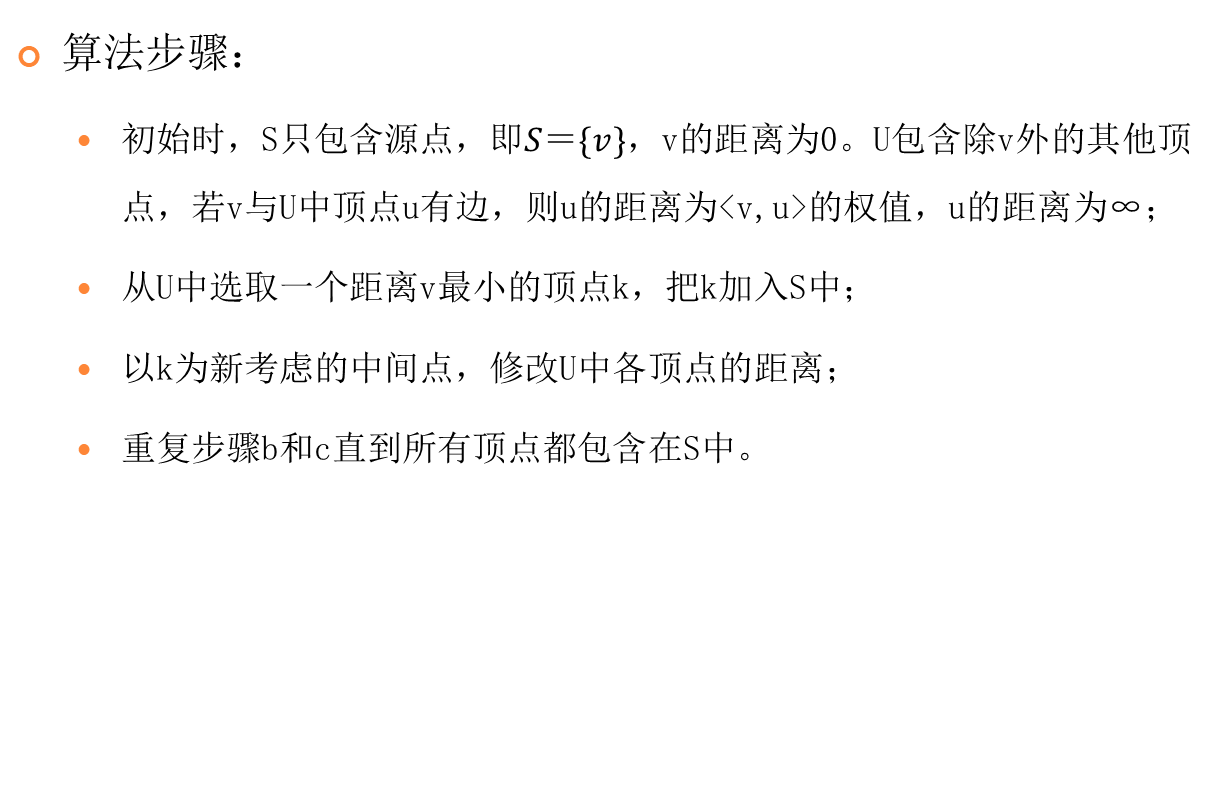 算法步骤：
初始时，S只包含源点，即S＝{v}，v的距离为0。U包含除v外的其他顶
点，若v与U中顶点u有边，则u的距离为<v,u>的权值，u的距离为∞；
从U中选取一个距离v最小的顶点k，把k加入S中；
以k为新考虑的中间点，修改U中各顶点的距离；
重复步骤b和c直到所有顶点都包含在S中。